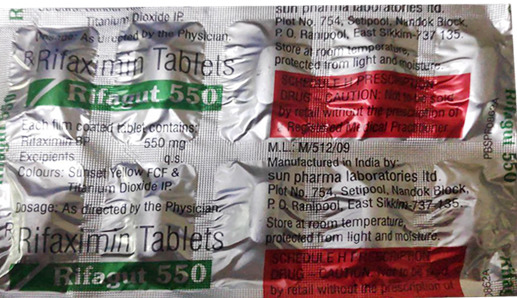 Titanium Dioxide IP.
Dosage: As directed by the Physician.
Rx Rifaximin Tablets
Rifagut 550
Each film coated tablet contains:
Rifaximin BP 550 mg
Excipients q.s.
Colours: Sunset Yellow FCF &
Titanium Dioxide IP.
Dosage: As directed by the Physician.
Rifaximin Tablets
Rifagut 550
sun pharma laboratories ltd.
Plot No. 754, Setipool, Nandok Block,
P. O. Ranipool, East Sikkim-737 135.
Store at room temperature,
protected from light and moisture.
SCHEDULE H PRESCRIPTION
DRUG - CAUTION: Not to be sold
by retail without the prescription of
a Registered Medical Practitioner.
M.L.: M/512/09
Manufactured in India by:
sun pharma laboratories ltd.
Plot No. 754, Setipool, Nandok Block,
P. O. Ranipool, East Sikkim-737 135.
Store at room temperature,
protected from light and moisture.
SCHEDULE H PRESCRIPTION
DRUG - CAUTION: Not to be sold
by retail without the prescription of
Rifagut 550